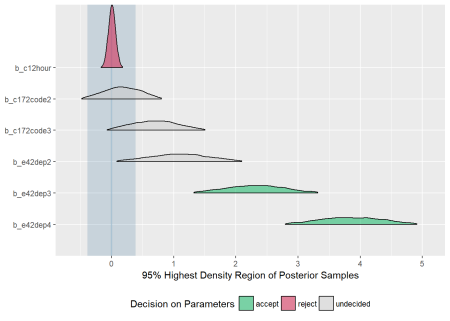 b_c12hour
b_c172code2
b_c172code3
b_e42dep2
b_e42dep3
b_e42dep4
0 1 2 3 4 5
95% Highest Density Region of Posterior Samples
Decision on Parameters accept reject undecided